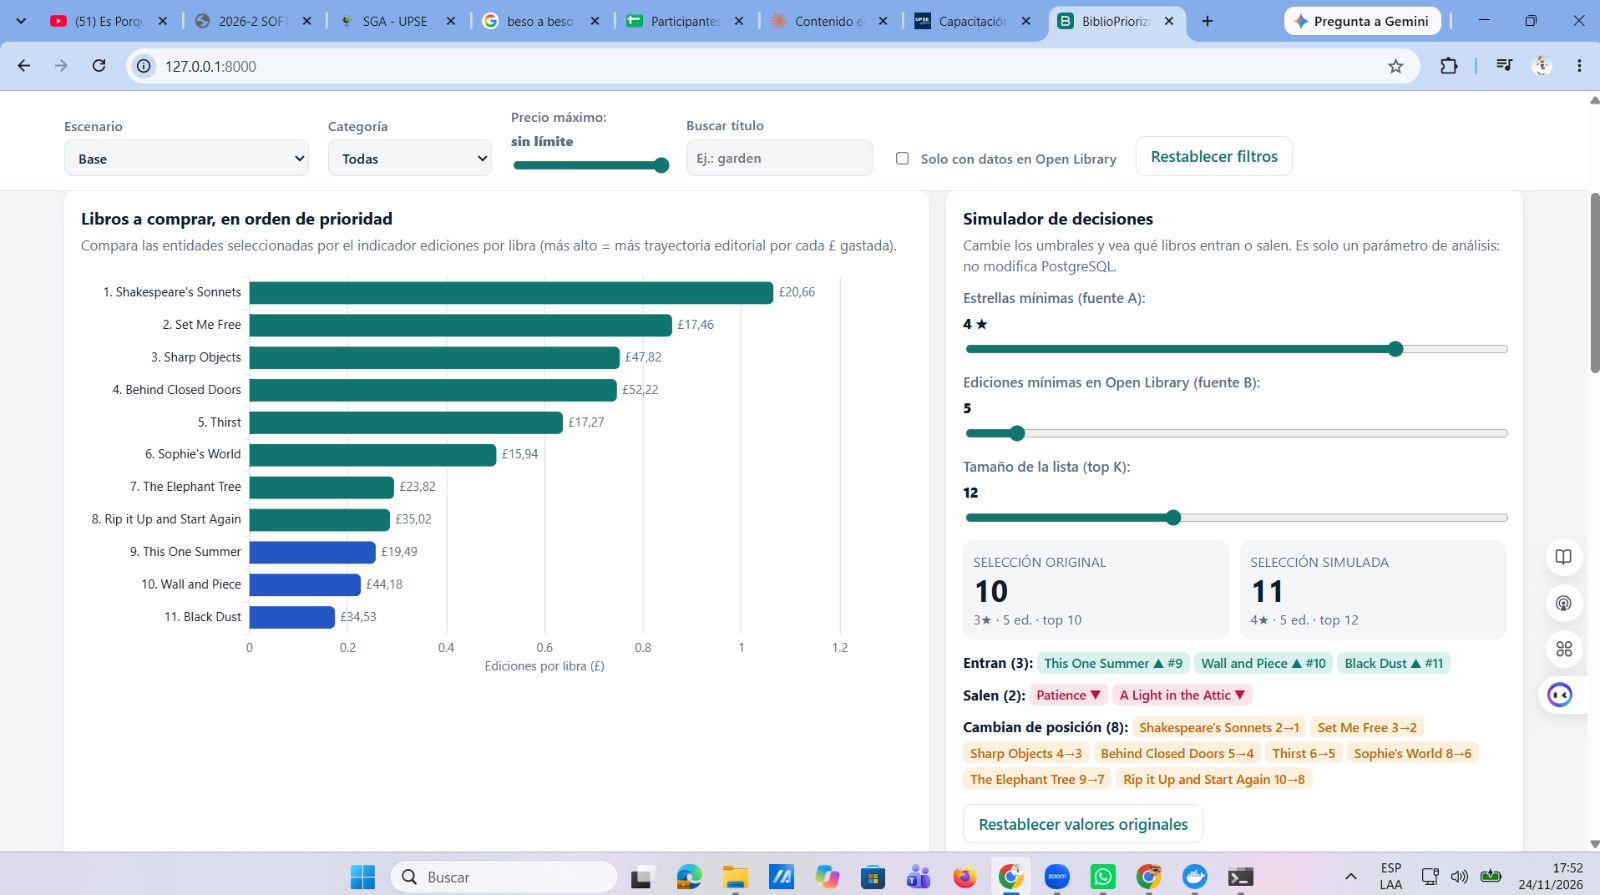 (51) Es Porqu
2026-2 SOFT
SGA - UPSE
beso a beso
Participantes
Contenido e
Capacitación
BiblioPrioriza
Pregunta a Gemini
127.0.0.1:8000
Escenario
Base
Categoría
Todas
Precio máximo:
sin límite
Buscar título
Ej.: garden
Solo con datos en Open Library
Restablecer filtros
Libros a comprar, en orden de prioridad
Compara las entidades seleccionadas por el indicador ediciones por libra (más alto = más trayectoria editorial por cada £ gastada).
1. Shakespeare's Sonnets £20,66
2. Set Me Free £17,46
3. Sharp Objects £47,82
4. Behind Closed Doors £52,22
5. Thirst £17,27
6. Sophie's World £15,94
7. The Elephant Tree £23,82
8. Rip it Up and Start Again £35,02
9. This One Summer £19,49
10. Wall and Piece £44,18
11. Black Dust £34,53
0 0.2 0.4 0.6 0.8 1 1.2
Ediciones por libra (£)
Simulador de decisiones
Cambie los umbrales y vea qué libros entran o salen. Es solo un parámetro de análisis:
no modifica PostgreSQL.
Estrellas mínimas (fuente A):
4 ★
Ediciones mínimas en Open Library (fuente B):
5
Tamaño de la lista (top K):
12
SELECCIÓN ORIGINAL
10
3★ · 5 ed. · top 10
SELECCIÓN SIMULADA
11
4★ · 5 ed. · top 12
Entran (3): This One Summer ▲ #9 Wall and Piece ▲ #10 Black Dust ▲ #11
Salen (2): Patience ▼ A Light in the Attic ▼
Cambian de posición (8): Shakespeare's Sonnets 2→1 Set Me Free 3→2
Sharp Objects 4→3 Behind Closed Doors 5→4 Thirst 6→5 Sophie's World 8→6
The Elephant Tree 9→7 Rip it Up and Start Again 10→8
Restablecer valores originales
Buscar
zoom
ESP
LAA
17:52
24/11/2026